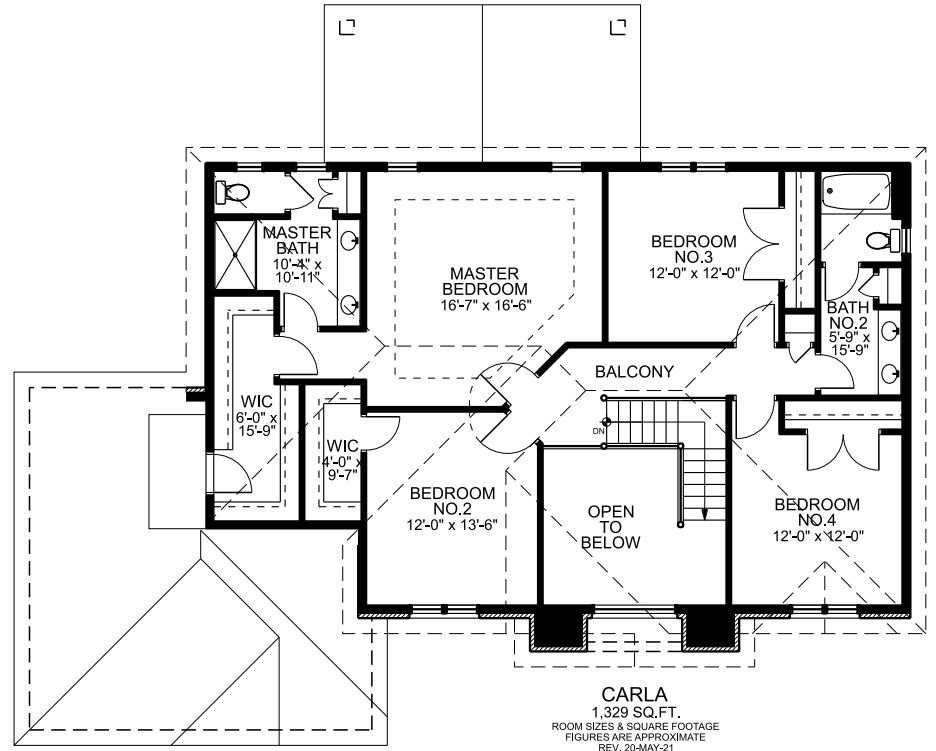 MASTER
BATH
10'-4" x
10'-11"
MASTER
BEDROOM
16'-7" x 16'-6"
BEDROOM
NO.3
12'-0" x 12'-0"
BATH
NO.2
5'-9" x
15'-9"
BALCONY
WIC
6'-0" x
15'-9"
WIC
4'-0" x
9'-7"
DN
BEDROOM
NO.2
12'-0" x 13'-6"
OPEN
TO
BELOW
BEDROOM
NO.4
12'-0" x 12'-0"
CARLA
1,329 SQ.FT.
ROOM SIZES & SQUARE FOOTAGE
FIGURES ARE APPROXIMATE
REV. 20-MAY-21